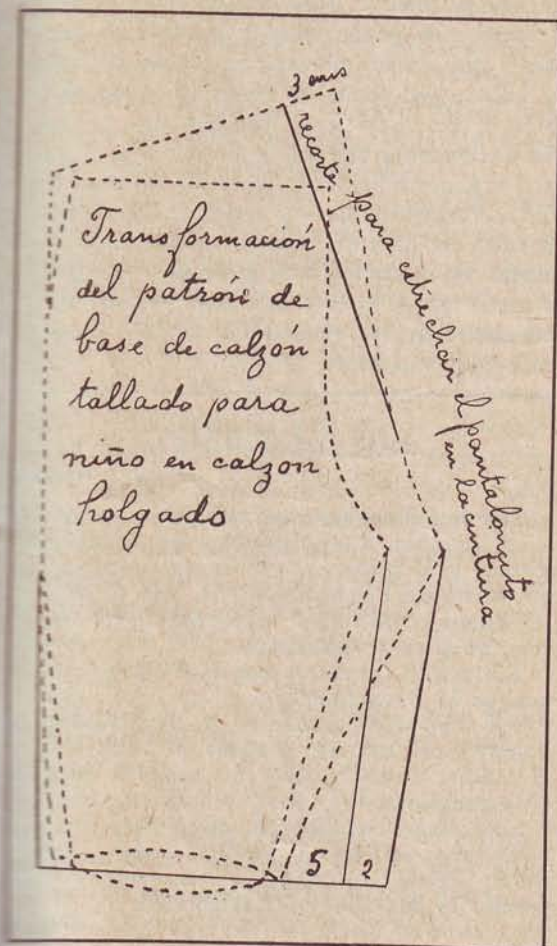 3 cms
recorte para estrechar el pantaloncito
en la cintura
Transformación
del patrón de
base de calzón
tallado para
niño en calzon
holgado
5 2